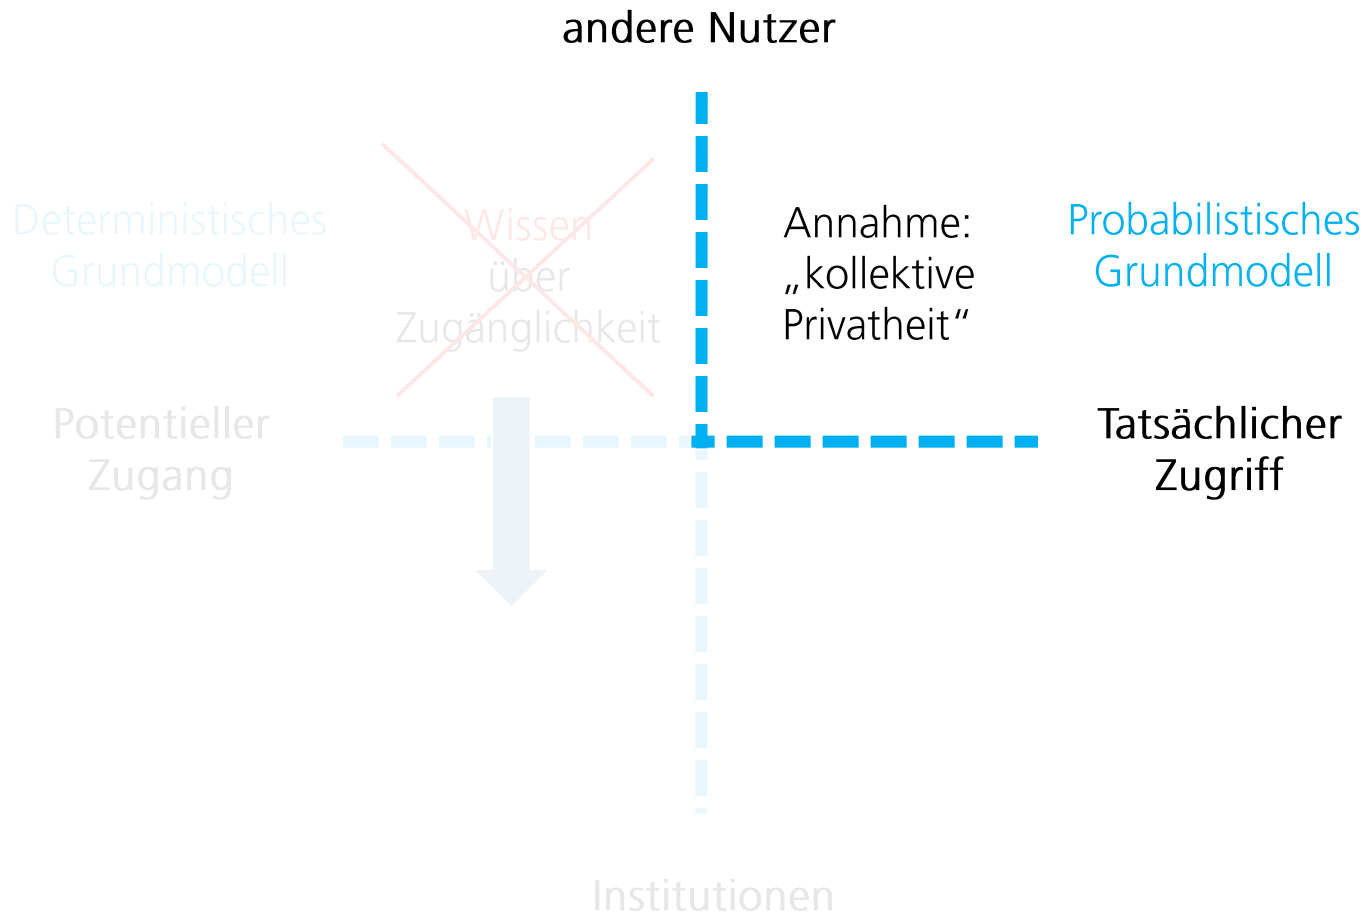 andere Nutzer
Deterministisches
Grundmodell
Wissen
über
Zugänglichkeit
Annahme:
„kollektive
Privatheit“
Probabilistisches
Grundmodell
Potentieller
Zugang
Tatsächlicher
Zugriff
Institutionen